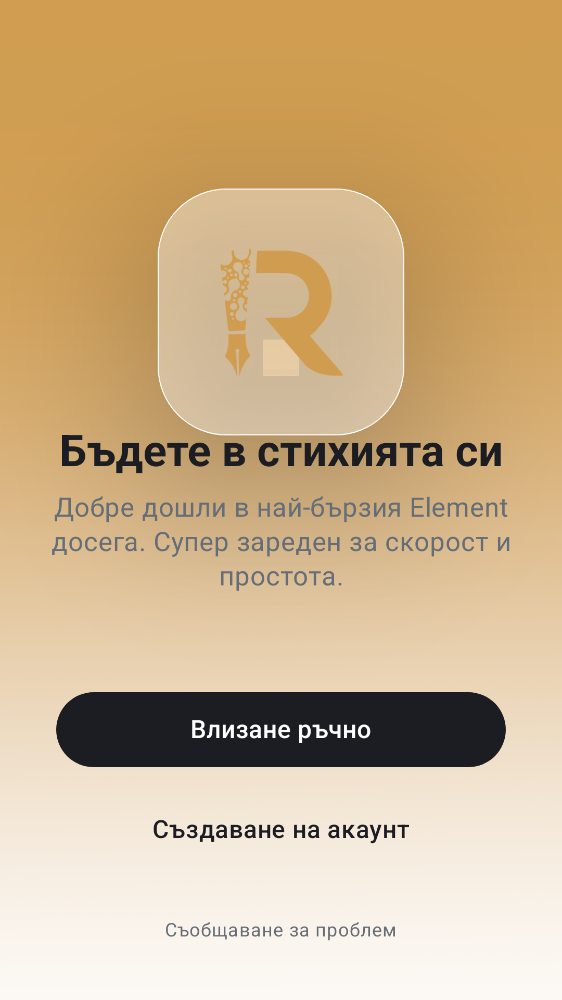 R
Бъдете в стихията си
Добре дошли в най-бързия Element
досега. Супер зареден за скорост и
простота.
Влизане ръчно
Създаване на акаунт
Съобщаване за проблем